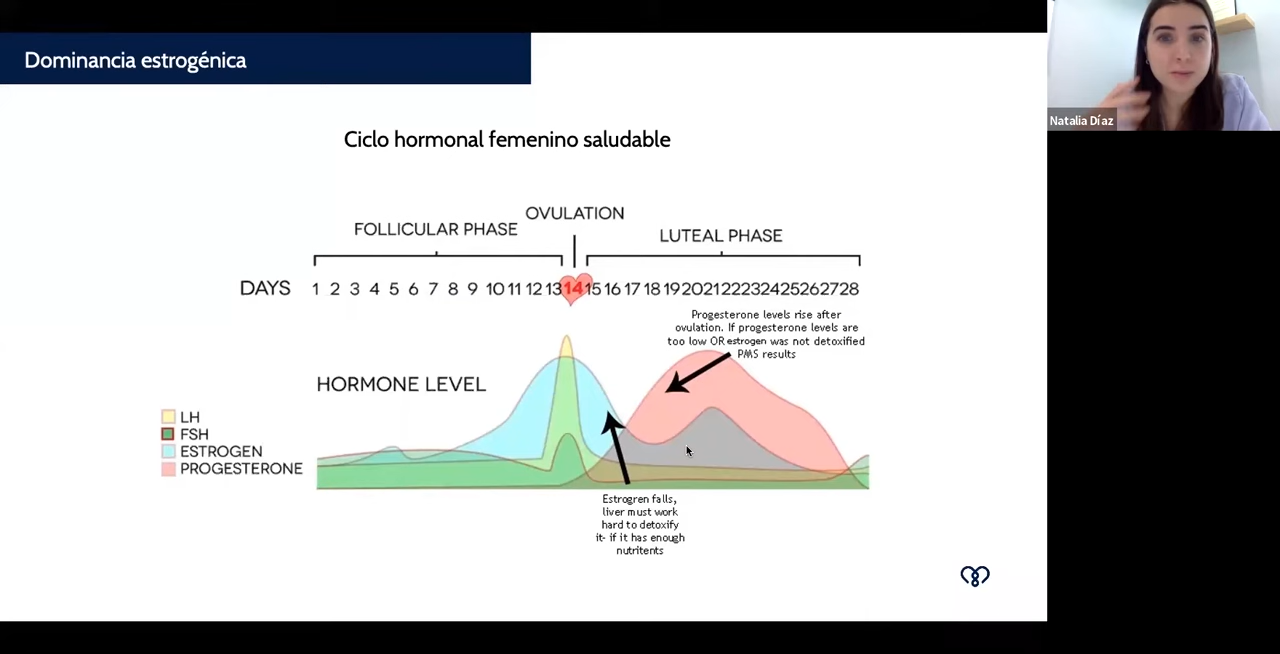 Dominancia estrogénica
Natalia Díaz
Ciclo hormonal femenino saludable
OVULATION
FOLLICULAR PHASE
LUTEAL PHASE
DAYS 1 2 3 4 5 6 7 8 9 10 11 12 13 14 15 16 17 18 19 20 21 22 23 24 25 26 27 28
Progesterone levels rise after
ovulation. If progesterone levels are
too low OR estrogen was not detoxified
PMS results
HORMONE LEVEL
LH
FSH
ESTROGEN
PROGESTERONE
Estrogren falls,
liver must work
hard to detoxify
it- if it has enough
nutritents